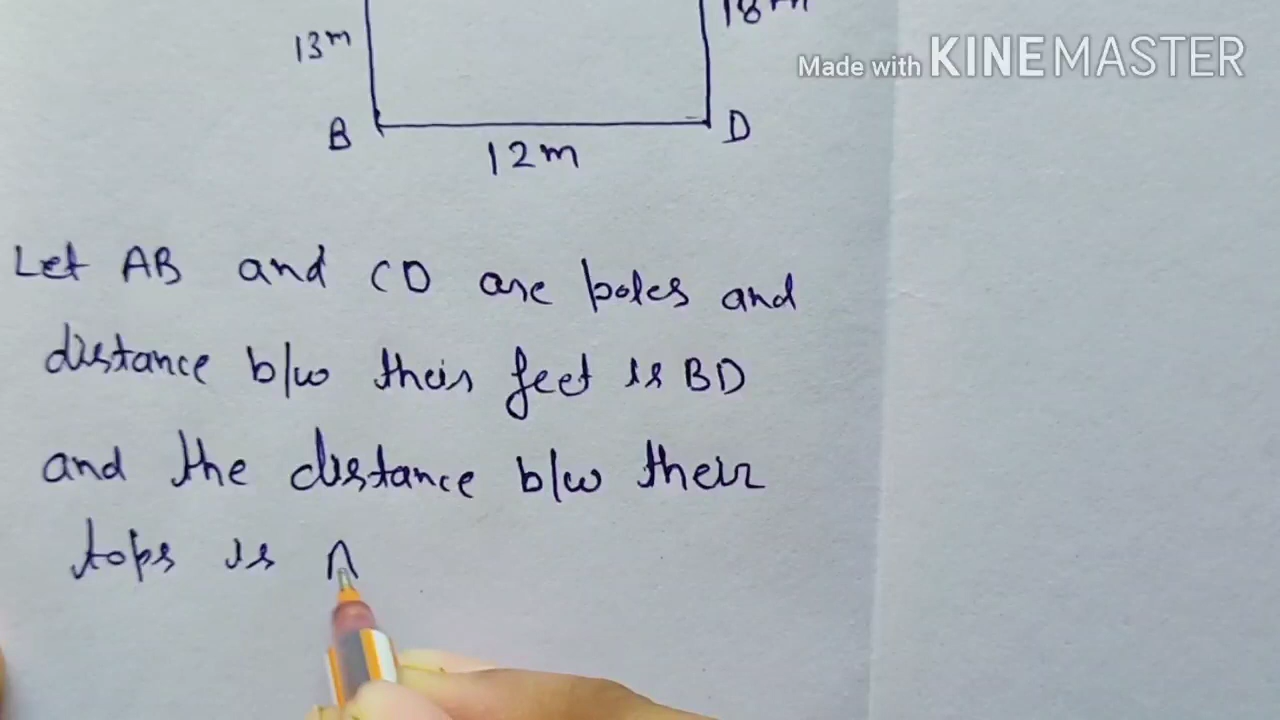 18m
13m
Made with KINEMASTER
B
D
12m
Let AB and CD are poles and
distance b/w their feet is BD
and the distance b/w their
tops is A